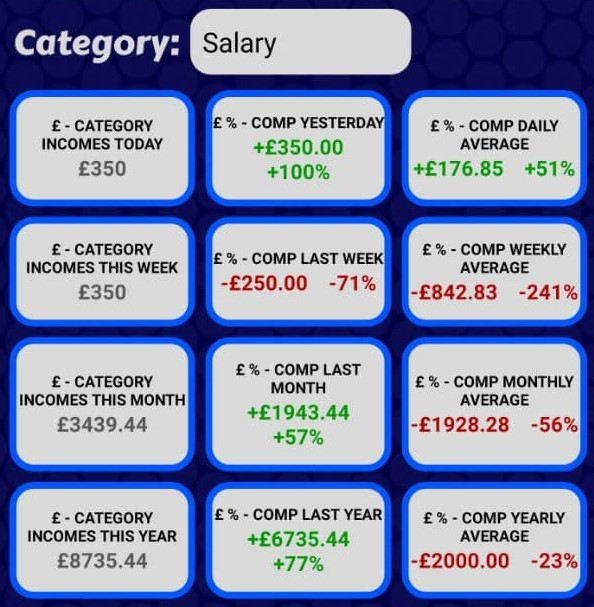 Category: Salary
£ - CATEGORY
INCOMES TODAY
£350
£ % - COMP YESTERDAY
+£350.00
+100%
£ % - COMP DAILY
AVERAGE
+£176.85 +51%
£ - CATEGORY
INCOMES THIS WEEK
£350
£ % - COMP LAST WEEK
-£250.00 -71%
£ % - COMP WEEKLY
AVERAGE
-£842.83 -241%
£ - CATEGORY
INCOMES THIS MONTH
£3439.44
£ % - COMP LAST
MONTH
+£1943.44
+57%
£ % - COMP MONTHLY
AVERAGE
-£1928.28 -56%
£ - CATEGORY
INCOMES THIS YEAR
£8735.44
£ % - COMP LAST YEAR
+£6735.44
+77%
£ % - COMP YEARLY
AVERAGE
-£2000.00 -23%